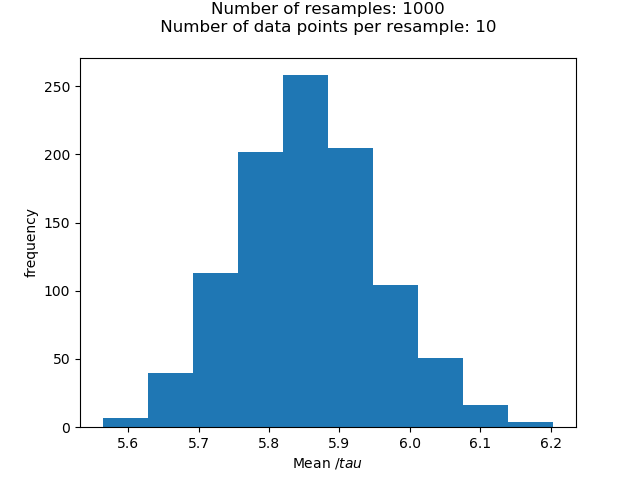 Number of resamples: 1000
Number of data points per resample: 10
250
200
150
100
50
0
frequency
5.6 5.7 5.8 5.9 6.0 6.1 6.2
Mean /tau